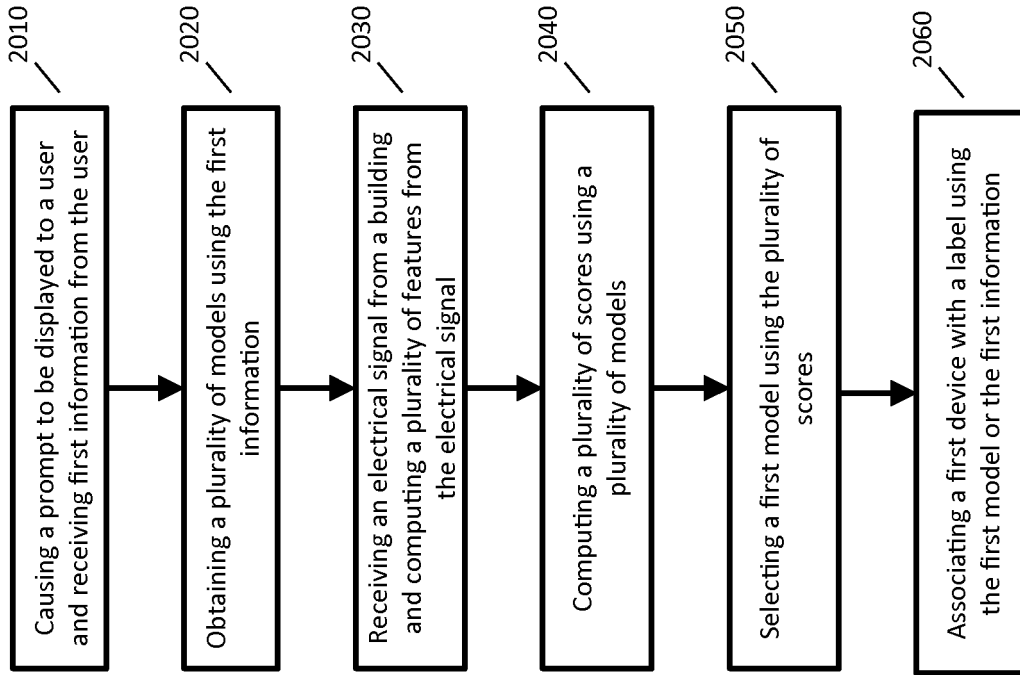 2010
Causing a prompt to be displayed to a user
and receiving first information from the user
2020
Obtaining a plurality of models using the first
information
2030
Receiving an electrical signal from a building
and computing a plurality of features from
the electrical signal
2040
Computing a plurality of scores using a
plurality of models
2050
Selecting a first model using the plurality of
scores
2060
Associating a first device with a label using
the first model or the first information